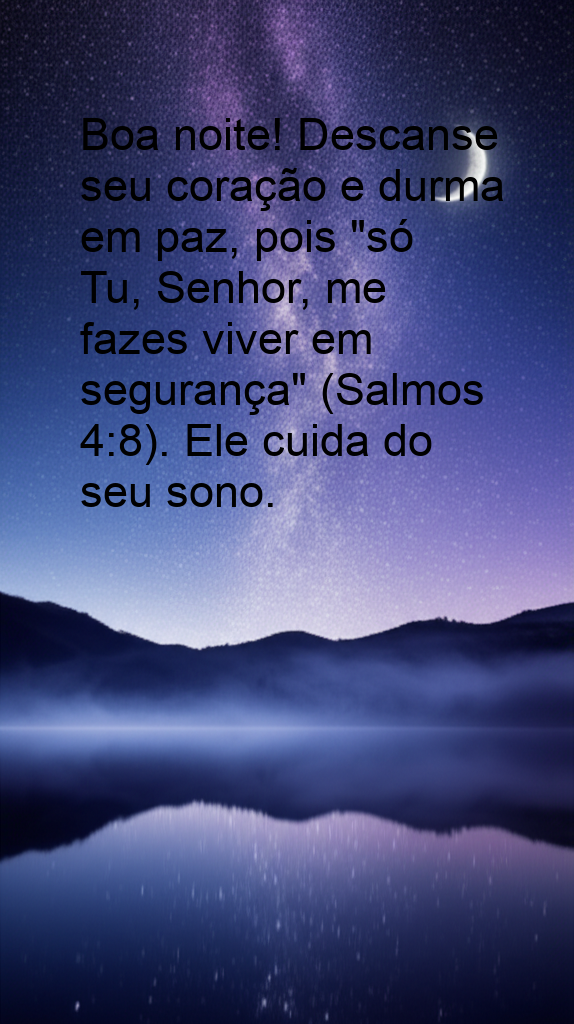 Boa noite! Descanse
seu coração e durma
em paz, pois "só
Tu, Senhor, me
fazes viver em
segurança" (Salmos
4:8). Ele cuida do
seu sono.